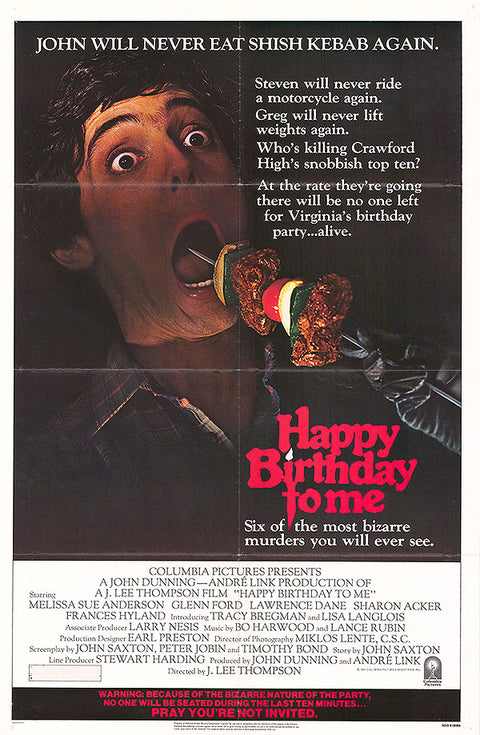 JOHN WILL NEVER EAT SHISH KEBAB AGAIN.
Steven will never ride
a motorcycle again.
Greg will never lift
weights again.
Who's killing Crawford
High's snobbish top ten?
At the rate they're going
there will be no one left
for Virginia's birthday
party...alive.
Happy
Birthday
to me
Six of the most bizarre
murders you will ever see.
COLUMBIA PICTURES PRESENTS
A JOHN DUNNING—ANDRÉ LINK PRODUCTION OF
A J. LEE THOMPSON FILM "HAPPY BIRTHDAY TO ME"
Starring
MELISSA SUE ANDERSON GLENN FORD LAWRENCE DANE SHARON ACKER
FRANCES HYLAND Introducing TRACY BREGMAN and LISA LANGLOIS
Associate Producer LARRY NESIS Music by BO HARWOOD and LANCE RUBIN
Production Designer EARL PRESTON Director of Photography MIKLOS LENTE, C.S.C.
Screenplay by JOHN SAXTON, PETER JOBIN and TIMOTHY BOND Story by JOHN SAXTON
Line Producer STEWART HARDING Produced by JOHN DUNNING and ANDRÉ LINK
Directed by J. LEE THOMPSON
Columbia
Pictures
WARNING: BECAUSE OF THE BIZARRE NATURE OF THE PARTY,
NO ONE WILL BE SEATED DURING THE LAST TEN MINUTES...
PRAY YOU'RE NOT INVITED.